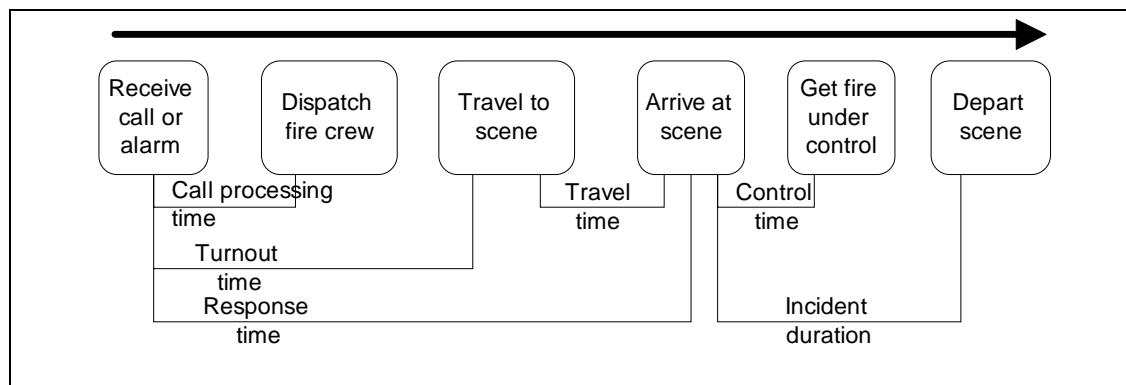 Receive
call or
alarm
Dispatch
fire crew
Travel to
scene
Arrive at
scene
Get fire
under
control
Depart
scene
Call processing
time
Travel
time
Control
time
Turnout
time
Response
time
Incident
duration